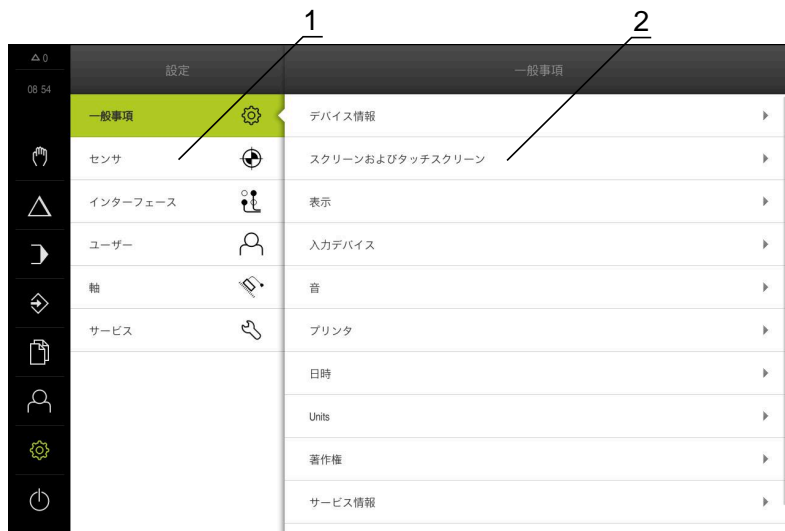 1
2
△ 0
08 54
設定
一般事項
一般事項
センサ
インターフェース
ユーザー
軸
サービス
デバイス情報
スクリーンおよびタッチスクリーン
表示
入力デバイス
音
プリンタ
日時
Units
著作権
サービス情報